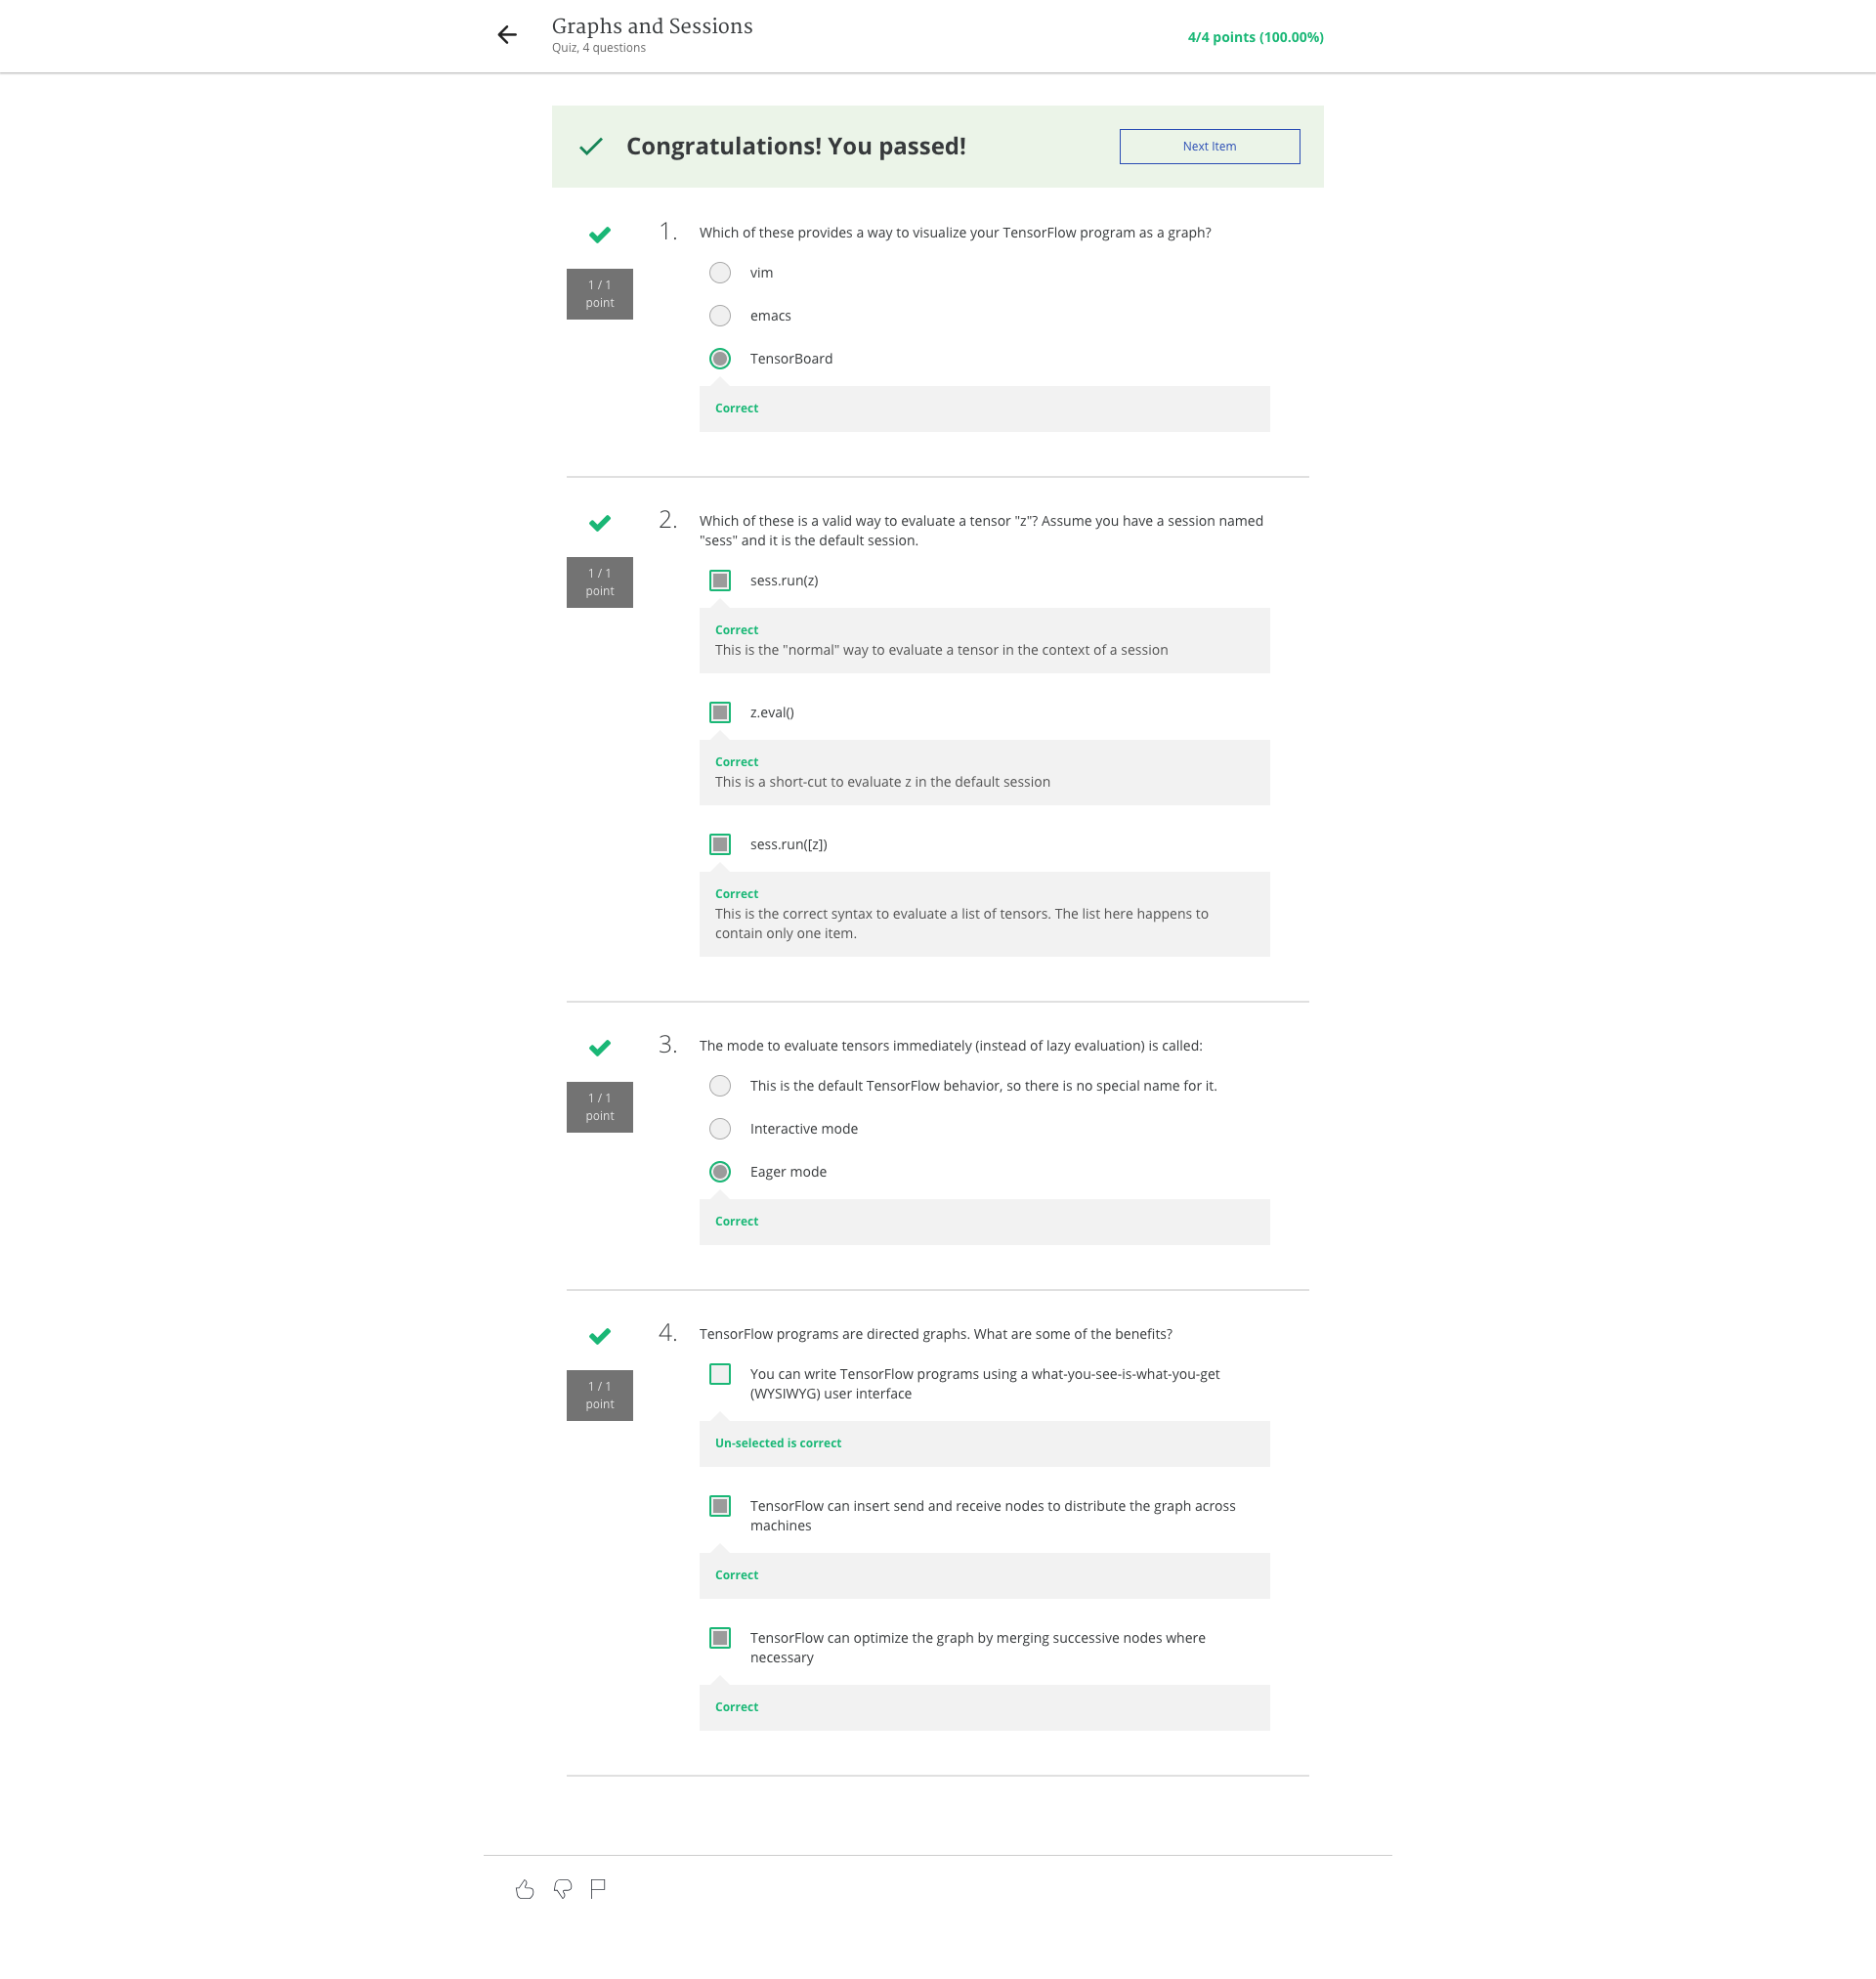 Graphs and Sessions
Quiz, 4 questions
4/4 points (100.00%)
Congratulations! You passed!
Next Item
1 / 1
point
1.
Which of these provides a way to visualize your TensorFlow program as a graph?
vim
emacs
TensorBoard
Correct
1 / 1
point
2.
Which of these is a valid way to evaluate a tensor "z"? Assume you have a session named
"sess" and it is the default session.
sess.run(z)
Correct
This is the "normal" way to evaluate a tensor in the context of a session
z.eval()
Correct
This is a short-cut to evaluate z in the default session
sess.run([z])
Correct
This is the correct syntax to evaluate a list of tensors. The list here happens to
contain only one item.
1 / 1
point
3.
The mode to evaluate tensors immediately (instead of lazy evaluation) is called:
This is the default TensorFlow behavior, so there is no special name for it.
Interactive mode
Eager mode
Correct
1 / 1
point
4.
TensorFlow programs are directed graphs. What are some of the benefits?
You can write TensorFlow programs using a what-you-see-is-what-you-get
(WYSIWYG) user interface
Un-selected is correct
TensorFlow can insert send and receive nodes to distribute the graph across
machines
Correct
TensorFlow can optimize the graph by merging successive nodes where
necessary
Correct